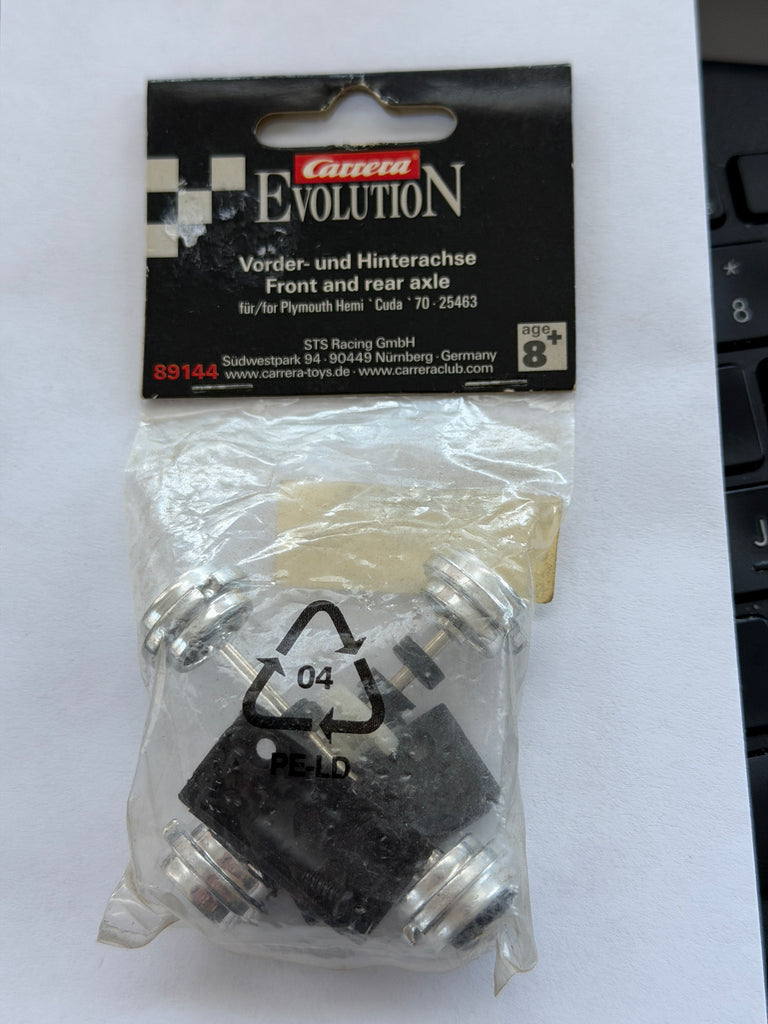 Carrera
EVOLUTION
Vorder- und Hinterachse
Front and rear axle
für/for Plymouth Hemi `Cuda `70 · 25463
STS Racing GmbH
Südwestpark 94 · 90449 Nürnberg · Germany
www.carrera-toys.de · www.carreraclub.com
89144
age
8+
04
PE-LD
*
8
J